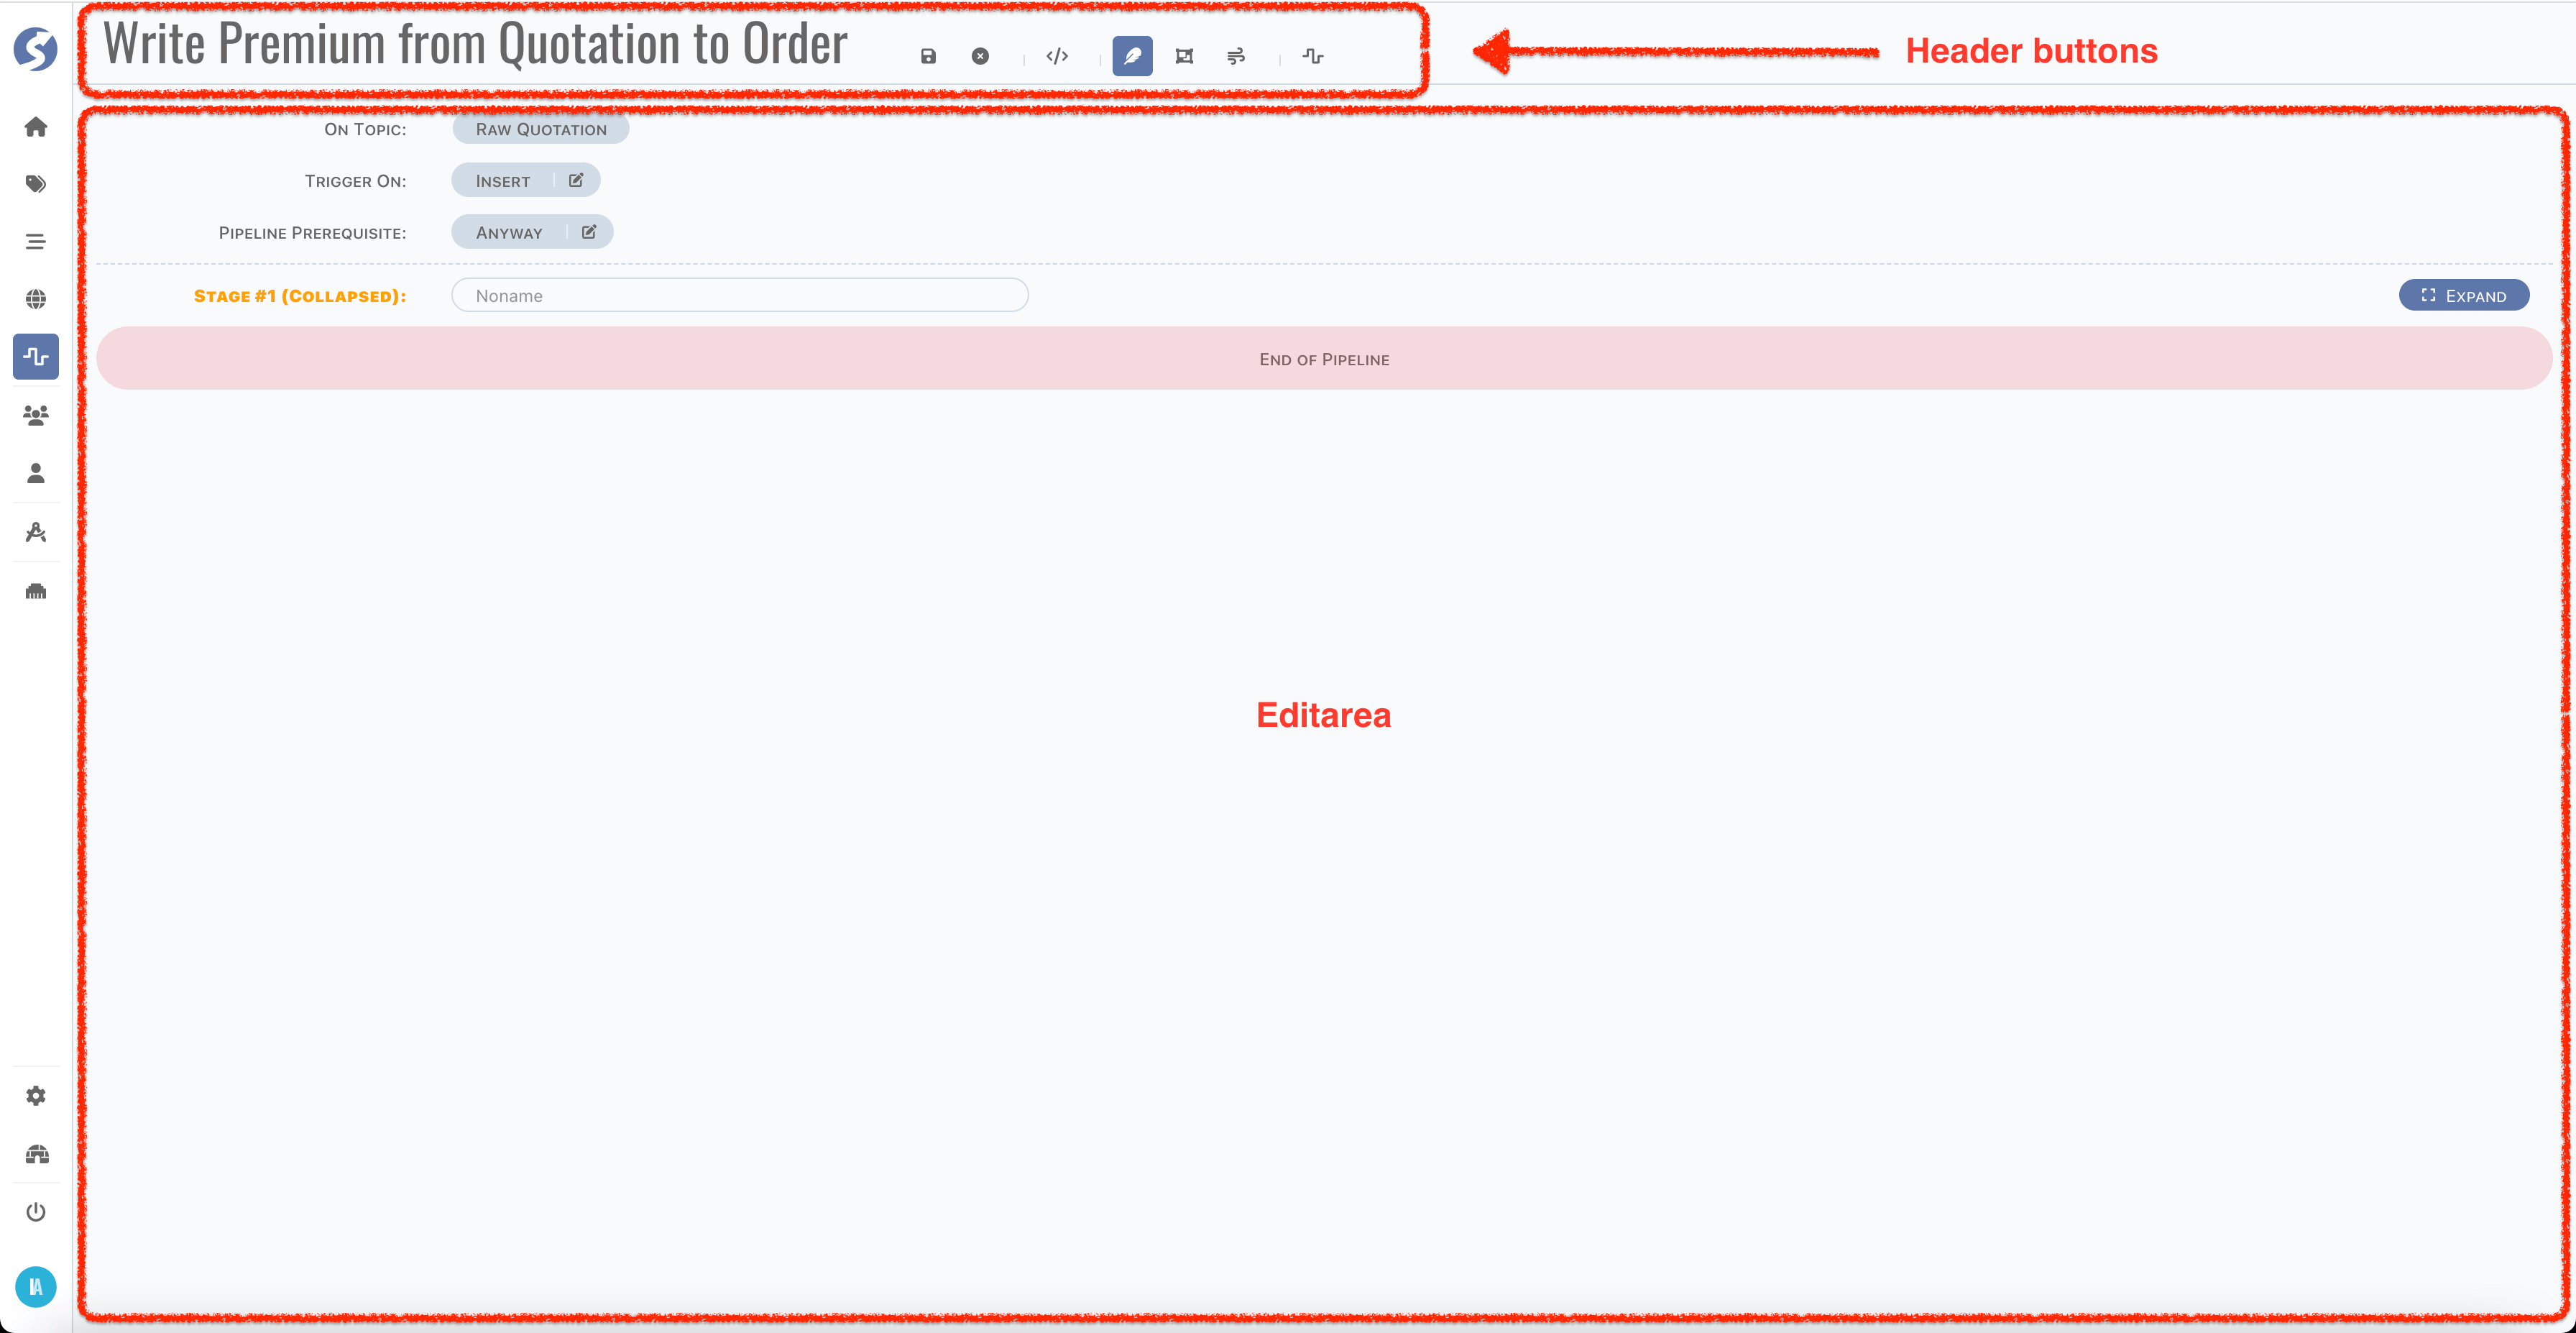 Write Premium from Quotation to Order
Header buttons
On Topic: Raw Quotation
Trigger On: Insert
Pipeline Prerequisite: Anyway
Stage #1 (Collapsed): Noname Expand
End of Pipeline
Editarea
IA